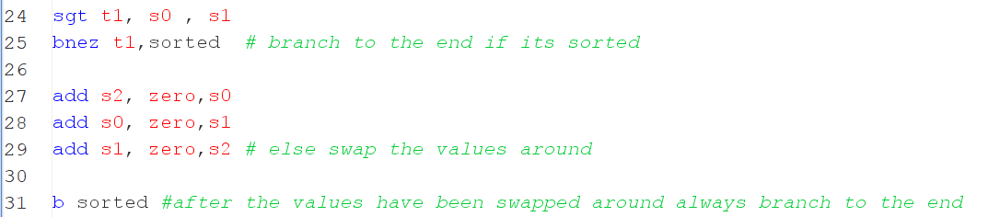 24 sgt t1, s0 , s1
25 bnez t1,sorted # branch to the end if its sorted
26
27 add s2, zero,s0
28 add s0, zero,s1
29 add s1, zero,s2 # else swap the values around
30
31 b sorted #after the values have been swapped around always branch to the end